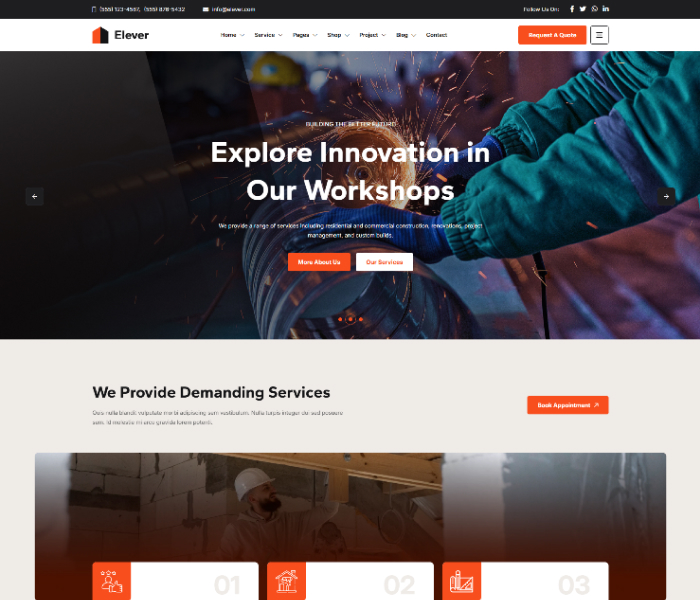 (555) 123-4567, (555) 678-5432
info@elever.com
Follow Us On:
Elever
Home
Service
Pages
Shop
Project
Blog
Contact
Request A Quote
BUILDING THE BETTER FUTURE
Explore Innovation in
Our Workshops
We provide a range of services including residential and commercial construction, renovations, project
management, and custom builds.
More About Us
Our Services
We Provide Demanding Services
Book Appointment
Duis nulla blandit vulputate morbi adipiscing sem vestibulum. Nulla turpis integer dui sed posuere
sem. Id molestie mi arcu gravida lorem potenti.
01
02
03